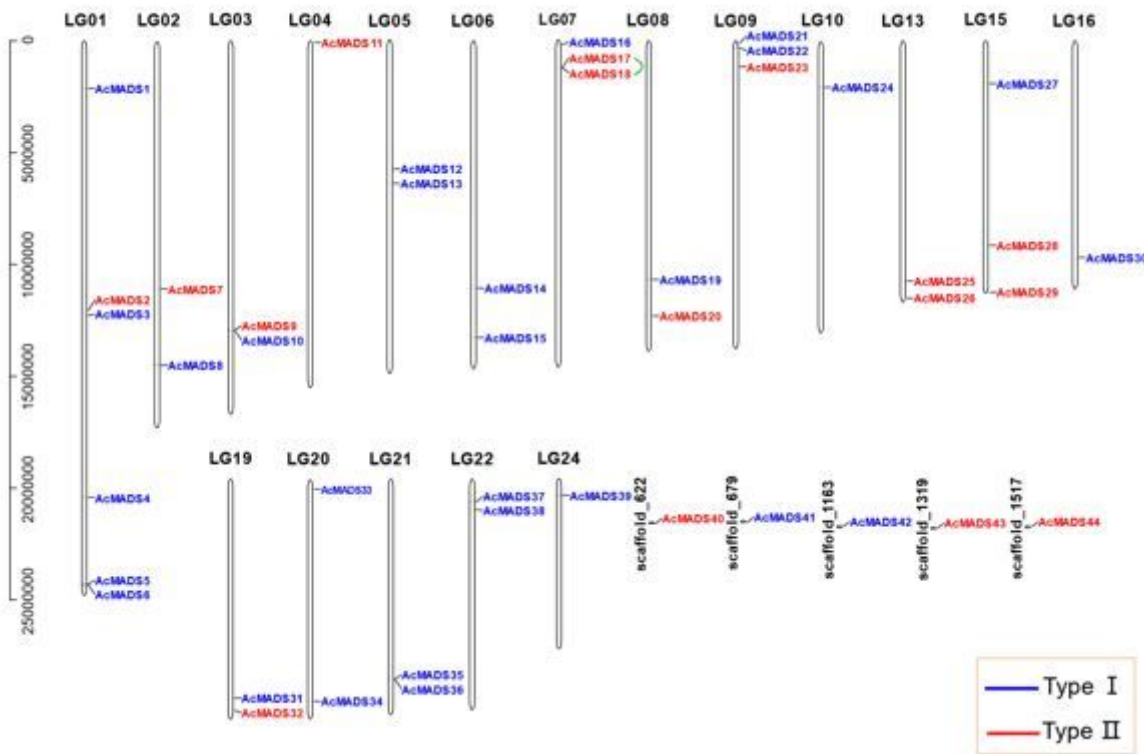 LG01 LG02 LG03 LG04 LG05 LG06 LG07 LG08 LG09 LG10 LG13 LG15 LG16
0
5000000
10000000
15000000
20000000
25000000
AcMADS1
AcMADS2
AcMADS3
AcMADS4
AcMADS5
AcMADS6
AcMADS7
AcMADS8
AcMADS9
AcMADS10
AcMADS11
AcMADS12
AcMADS13
AcMADS14
AcMADS15
AcMADS16
AcMADS17
AcMADS18
AcMADS19
AcMADS20
AcMADS21
AcMADS22
AcMADS23
AcMADS24
AcMADS25
AcMADS26
AcMADS27
AcMADS28
AcMADS29
AcMADS30
LG19 LG20 LG21 LG22 LG24
scaffold_622
scaffold_679
scaffold_1163
scaffold_1319
scaffold_1517
AcMADS31
AcMADS32
AcMADS33
AcMADS34
AcMADS35
AcMADS36
AcMADS37
AcMADS38
AcMADS39
AcMADS40
AcMADS41
AcMADS42
AcMADS43
AcMADS44
Type Ⅰ
Type Ⅱ